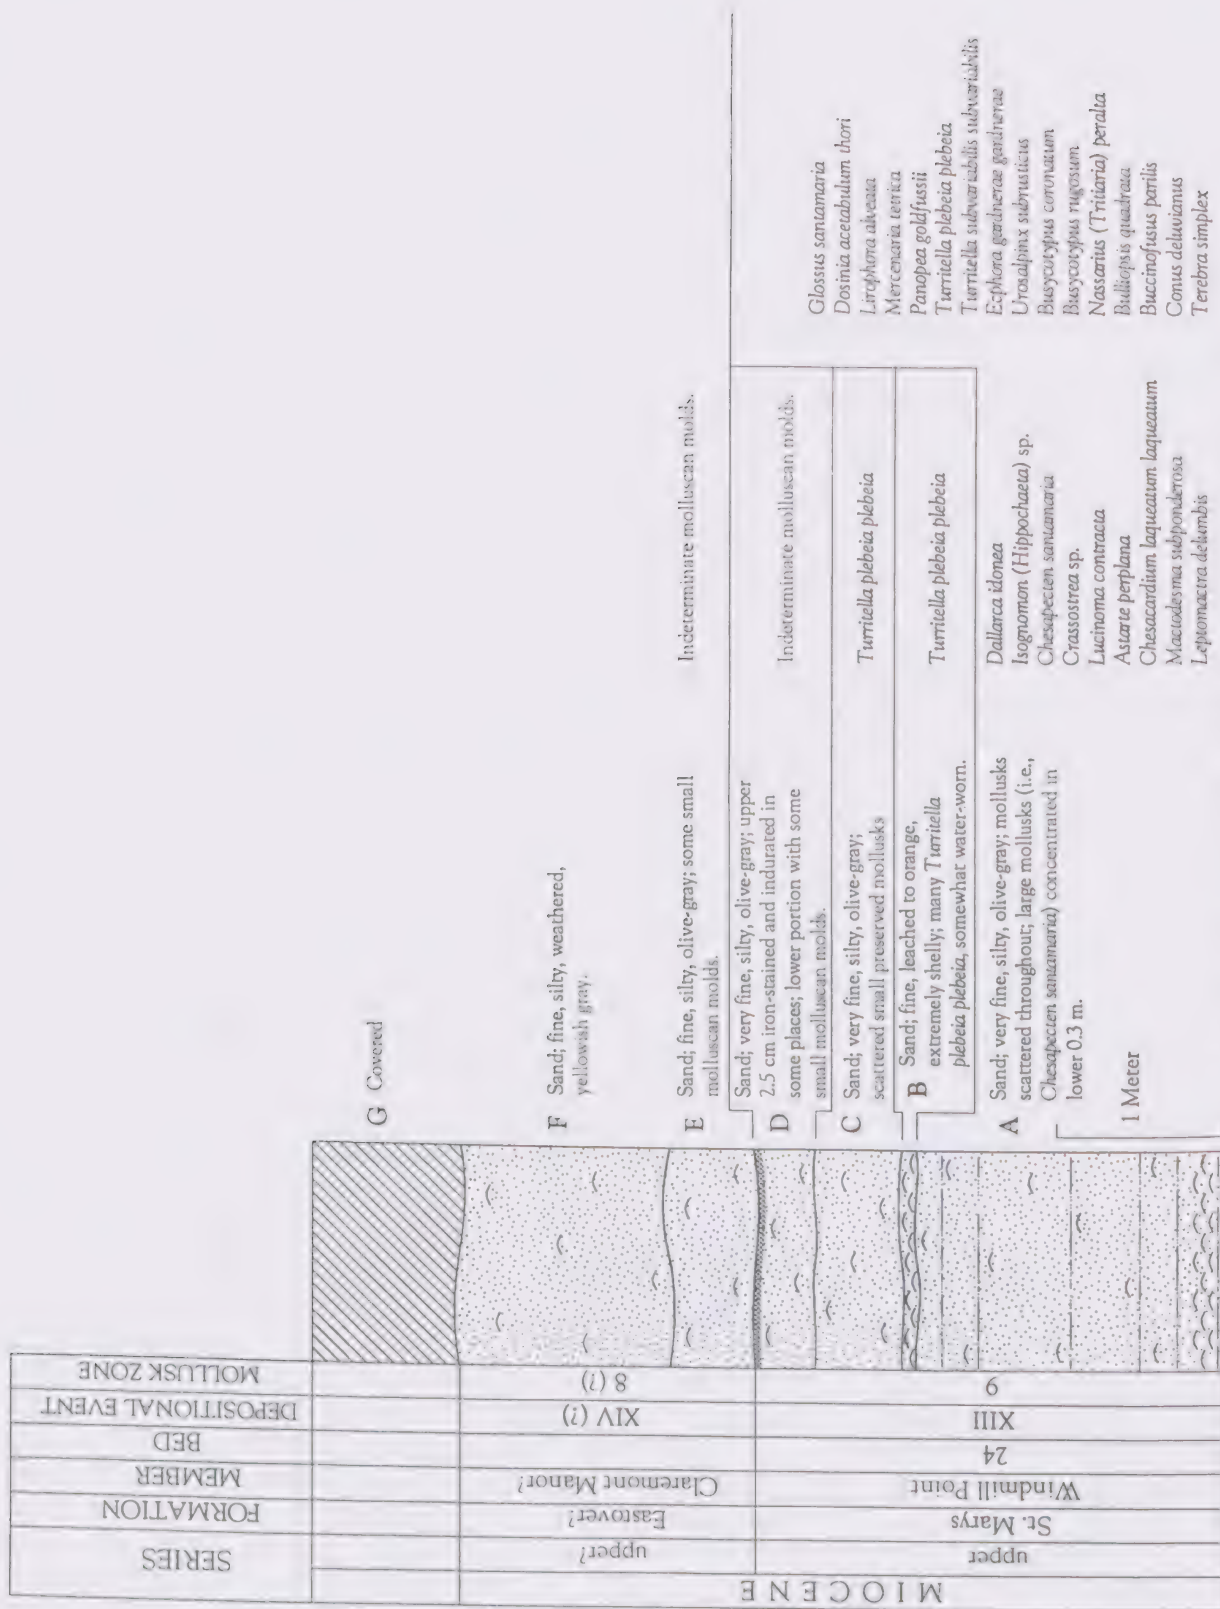 SERIES
FORMATION
MEMBER
BED
DEPOSITIONAL EVENT
MOLLUSK ZONE
MIOCENE
upper?
Eastover?
Claremont Manor?
XIV (?)
8 (?)
upper
St. Marys
Windmill Point
24
XIII
9
G Covered
F Sand; fine, silty, weathered,
yellowish gray.
E Sand; fine, silty, olive-gray; some small
molluscan molds.
Indeterminate molluscan molds.
D Sand; very fine, silty, olive-gray; upper
2.5 cm iron-stained and indurated in
some places; lower portion with some
small molluscan molds.
Indeterminate molluscan molds.
C Sand; very fine, silty, olive-gray;
scattered small preserved mollusks
Turritella plebeia plebeia
B Sand; fine, leached to orange,
extremely shelly; many Turritella
plebeia plebeia, somewhat water-worn.
Turritella plebeia plebeia
A Sand; very fine, silty, olive-gray; mollusks
scattered throughout; large mollusks (i.e.,
Chesapecten santamaria) concentrated in
lower 0.3 m.
1 Meter
Dallarca idonea
Isognomon (Hippochaeta) sp.
Chesapecten santamaria
Crassostrea sp.
Lucinoma contracta
Astarte perplana
Chesacardium laqueatum laqueatum
Mactodesma subponderosa
Leptomactra delumbis
Glossus santamaria
Dosinia acetabulum thori
Lirophora alveata
Mercenaria tetrica
Panopea goldfussii
Turritella plebeia plebeia
Turritella subvariabilis subvariabilis
Ecphora gardnerae gardnerae
Urosalpinx subrusticus
Busycotypus coronatum
Busycotypus rugosum
Nassarius (Tritiaria) peralta
Bulliopsis quadrata
Buccinofusus parilis
Conus deluvianus
Terebra simplex